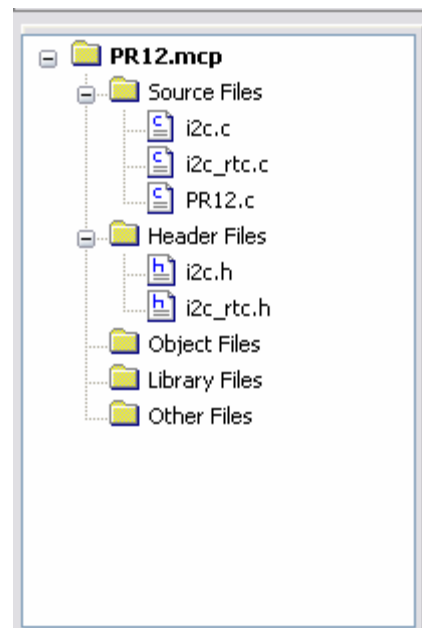 PR12.mcp
Source Files
i2c.c
i2c_rtc.c
PR12.c
Header Files
i2c.h
i2c_rtc.h
Object Files
Library Files
Other Files